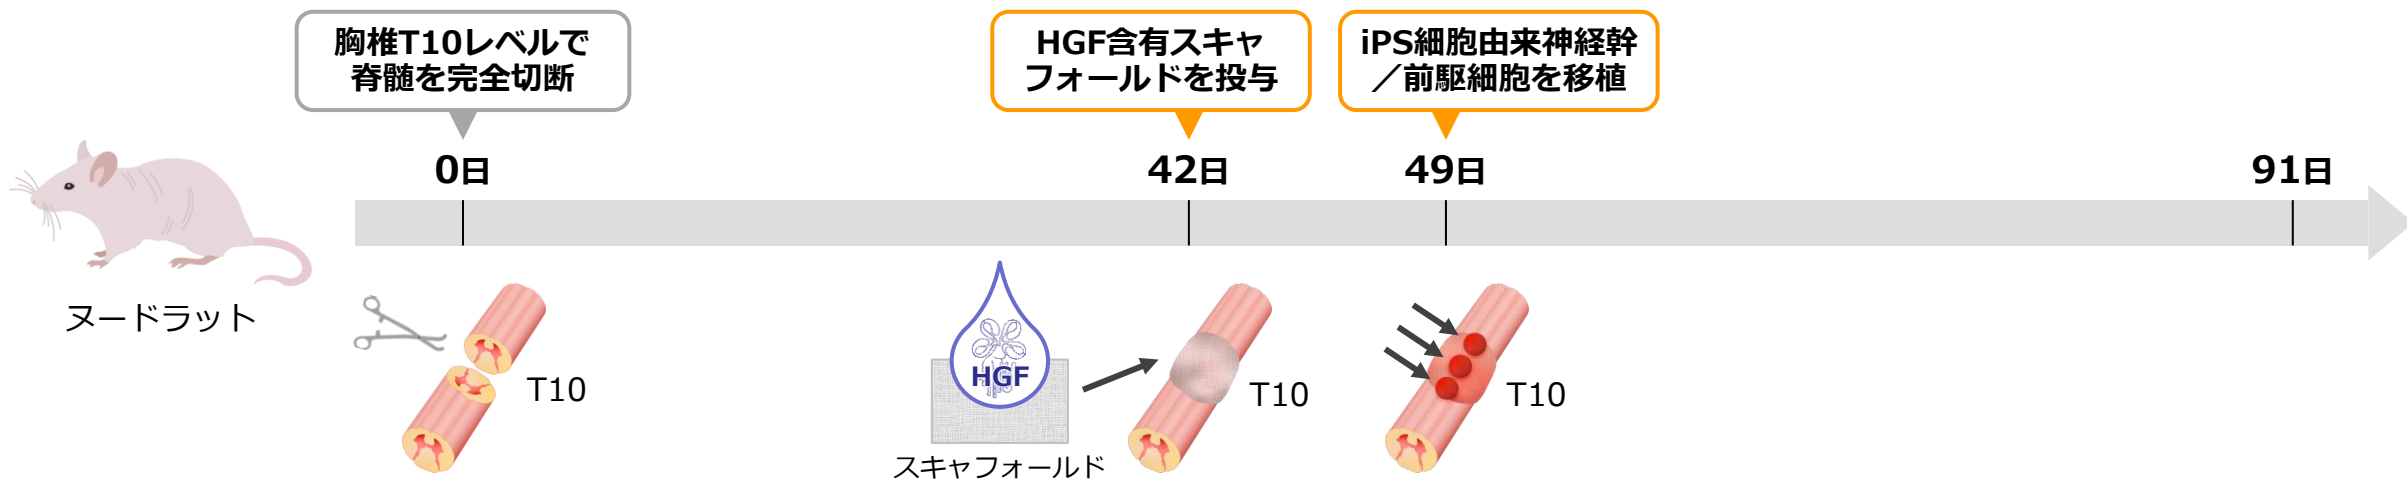 胸椎T10レベルで
脊髄を完全切断
HGF含有スキャ
フォールドを投与
iPS細胞由来神経幹
／前駆細胞を移植
0日
42日
49日
91日
ヌードラット
T10
HGF
スキャフォールド
T10
T10